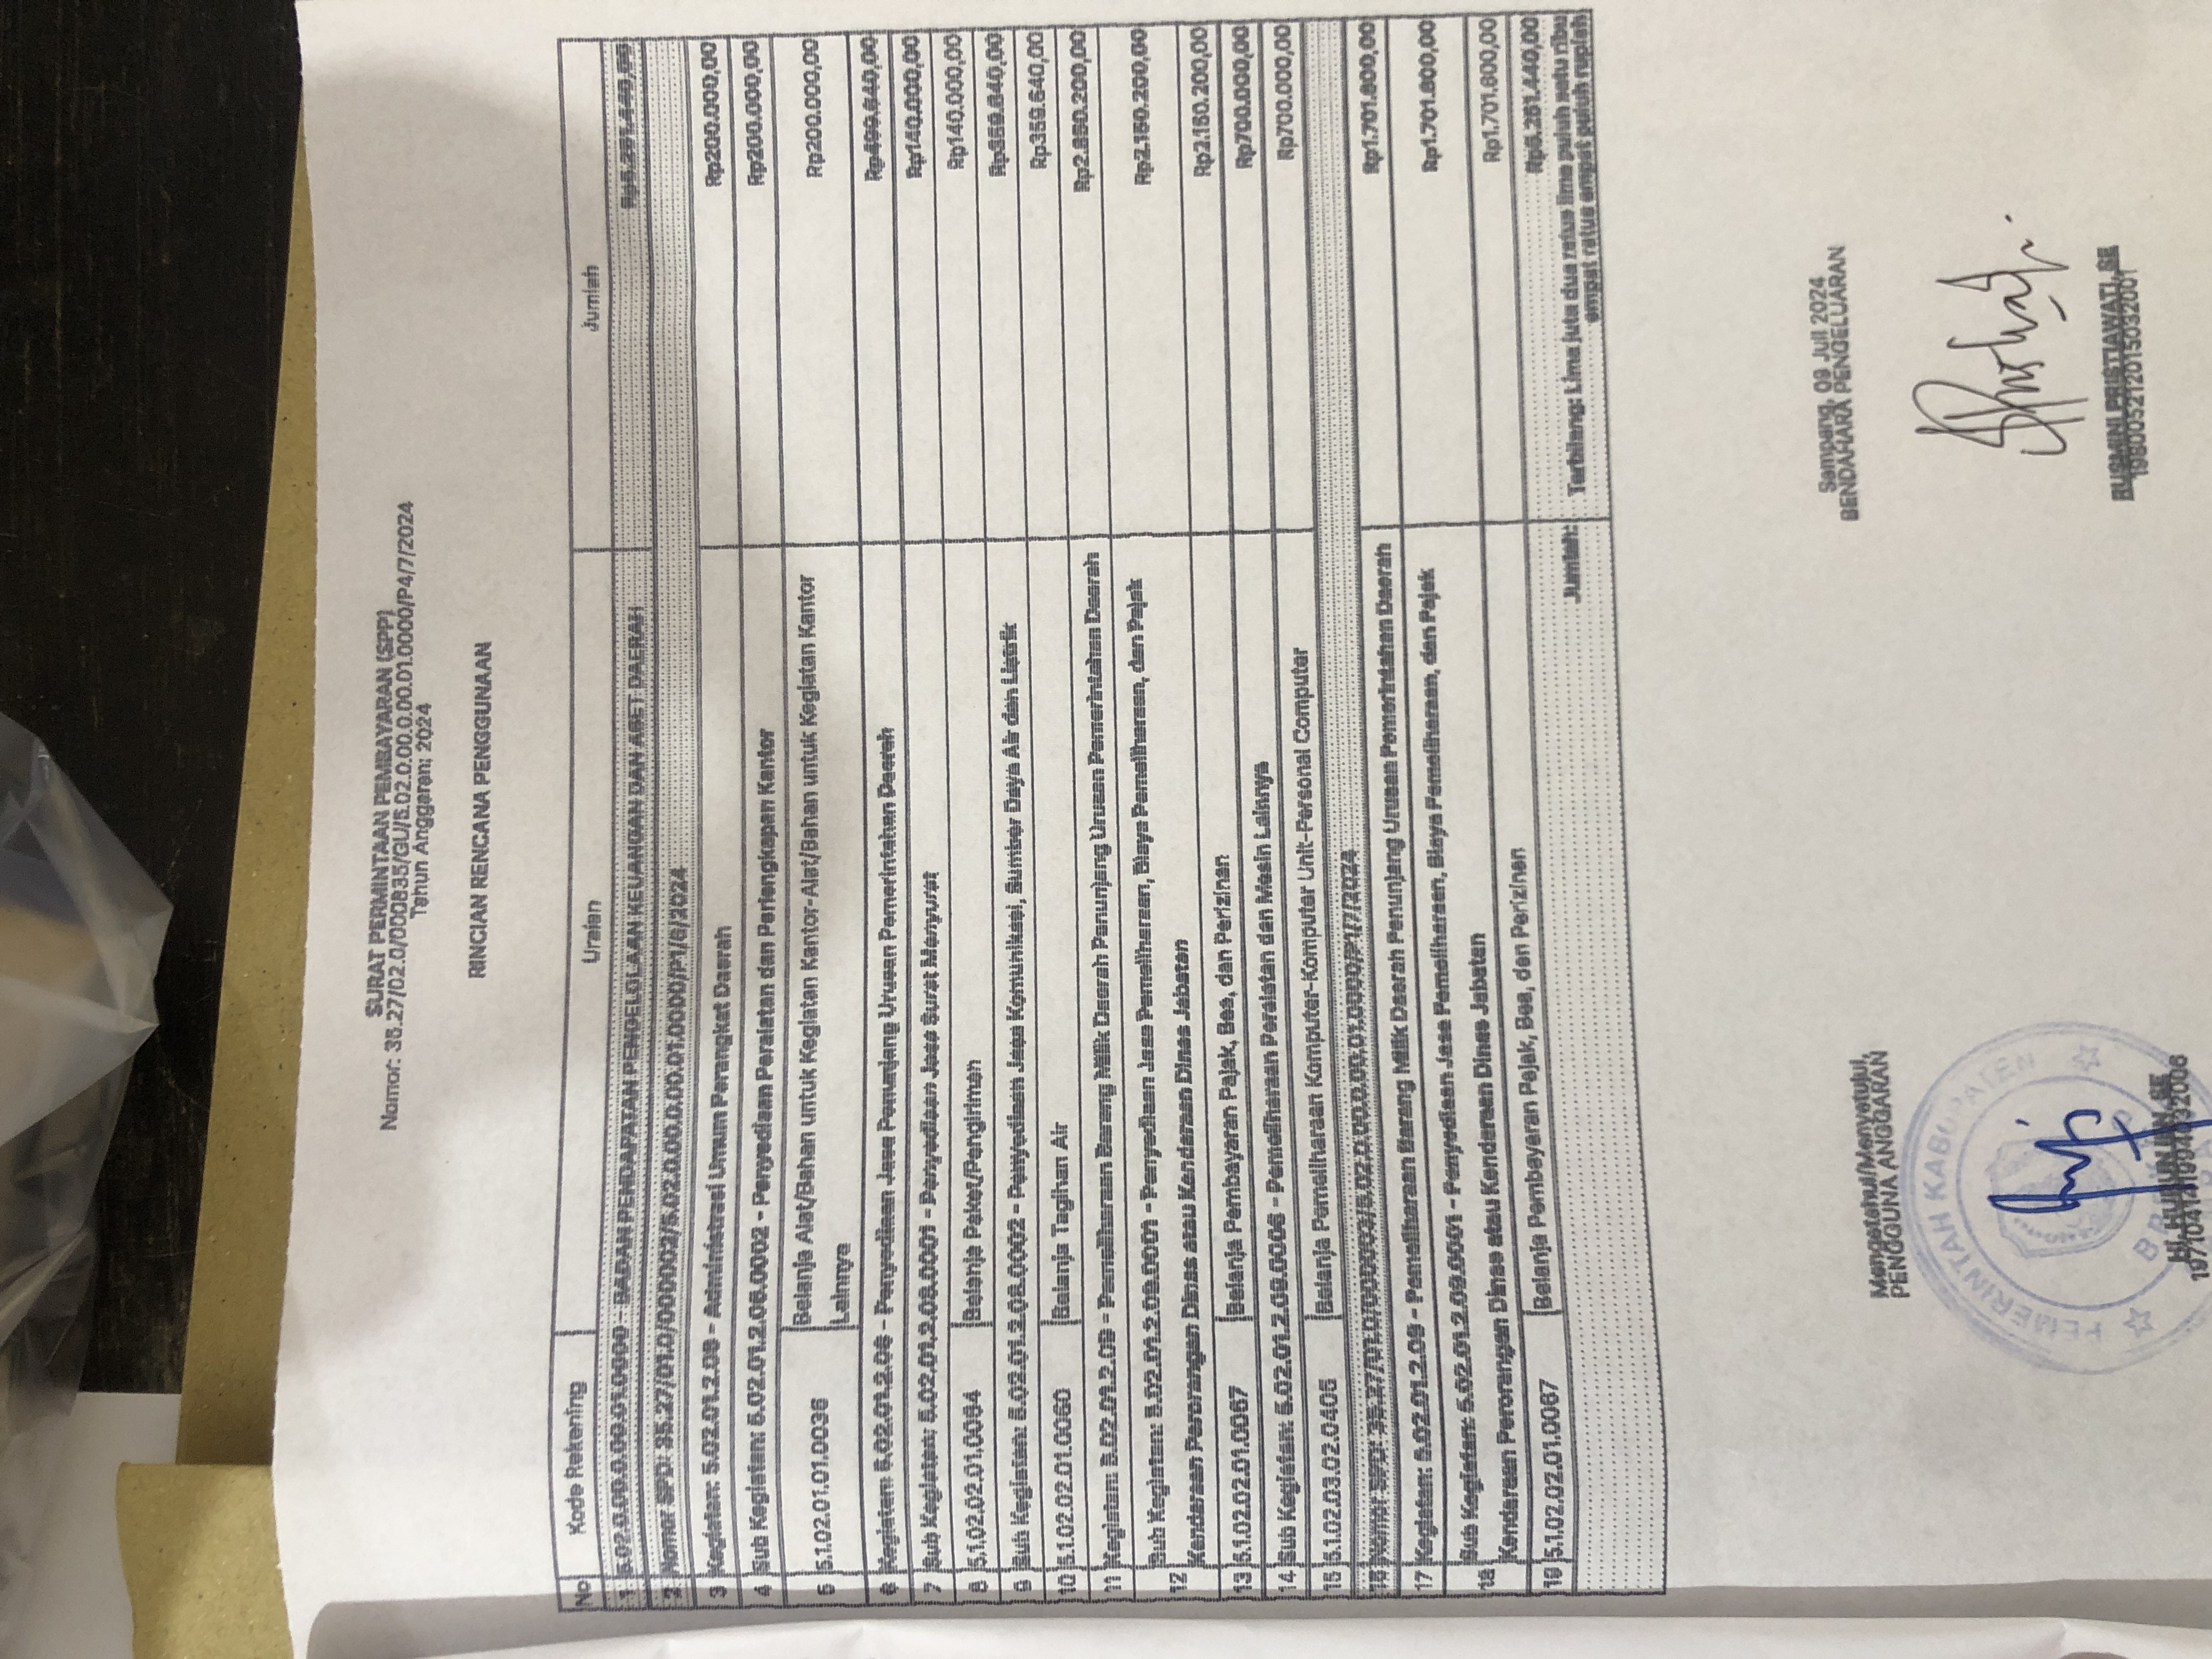 SURAT PERMINTAAN PEMBAYARAN (SPP)
Nomor: 35.27/02.0/000835/GU/5.02.0.00.0.00.01.0000/P4/7/2024
Tahun Anggaran: 2024
RINCIAN RENCANA PENGGUNAAN
No Kode Rekening Uraian Jumlah
1 5.02.0.00.0.00.01.0000 - BADAN PENDAPATAN PENGELOLAAN KEUANGAN DAN ASET DAERAH Rp5.251.440,00
2 Nomor SPD: 35.27/01.0/000002/5.02.0.00.0.00.01.0000/P1/6/2024
3 Kegiatan: 5.02.01.2.06 - Administrasi Umum Perangkat Daerah Rp200.000,00
4 Sub Kegiatan: 5.02.01.2.06.0002 - Penyediaan Peralatan dan Perlengkapan Kantor Rp200.000,00
5 5.1.02.01.01.0036 Belanja Alat/Bahan untuk Kegiatan Kantor-Alat/Bahan untuk Kegiatan Kantor Rp200.000,00
Lainnya
6 Kegiatan: 5.02.01.2.08 - Penyediaan Jasa Penunjang Urusan Pemerintahan Daerah Rp499.640,00
7 Sub Kegiatan: 5.02.01.2.08.0001 - Penyediaan Jasa Surat Menyurat Rp140.000,00
8 5.1.02.02.01.0064 Belanja Paket/Pengiriman Rp140.000,00
9 Sub Kegiatan: 5.02.01.2.08.0002 - Penyediaan Jasa Komunikasi, Sumber Daya Air dan Listrik Rp359.640,00
10 5.1.02.02.01.0060 Belanja Tagihan Air Rp359.640,00
11 Kegiatan: 5.02.01.2.09 - Pemeliharaan Barang Milik Daerah Penunjang Urusan Pemerintahan Daerah Rp2.850.200,00
12 Sub Kegiatan: 5.02.01.2.09.0001 - Penyediaan Jasa Pemeliharaan, Biaya Pemeliharaan, dan Pajak Rp2.150.200,00
Kendaraan Perorangan Dinas atau Kendaraan Dinas Jabatan
13 5.1.02.02.01.0067 Belanja Pembayaran Pajak, Bea, dan Perizinan Rp2.150.200,00
14 Sub Kegiatan: 5.02.01.2.09.0006 - Pemeliharaan Peralatan dan Mesin Lainnya Rp700.000,00
15 5.1.02.03.02.0405 Belanja Pemeliharaan Komputer-Komputer Unit-Personal Computer Rp700.000,00
16 Nomor SPD: 35.27/01.0/000003/5.02.0.00.0.00.01.0000/P1/7/2024
17 Kegiatan: 5.02.01.2.09 - Pemeliharaan Barang Milik Daerah Penunjang Urusan Pemerintahan Daerah Rp1.701.600,00
18 Sub Kegiatan: 5.02.01.2.09.0001 - Penyediaan Jasa Pemeliharaan, Biaya Pemeliharaan, dan Pajak Rp1.701.600,00
Kendaraan Perorangan Dinas atau Kendaraan Dinas Jabatan
19 5.1.02.02.01.0067 Belanja Pembayaran Pajak, Bea, dan Perizinan Rp1.701.600,00
Jumlah: Rp5.251.440,00
Terbilang: Lima juta dua ratus lima puluh satu ribu
empat ratus empat puluh rupiah
Sampang, 09 Juli 2024
BENDAHARA PENGELUARAN
Mengetahui/Menyetujui,
PENGGUNA ANGGARAN
PEMERINTAH KABUPATEN
RUSMINI PRISTIAWATI, SE
198005212015032001
Hj. SE
197104141994032006